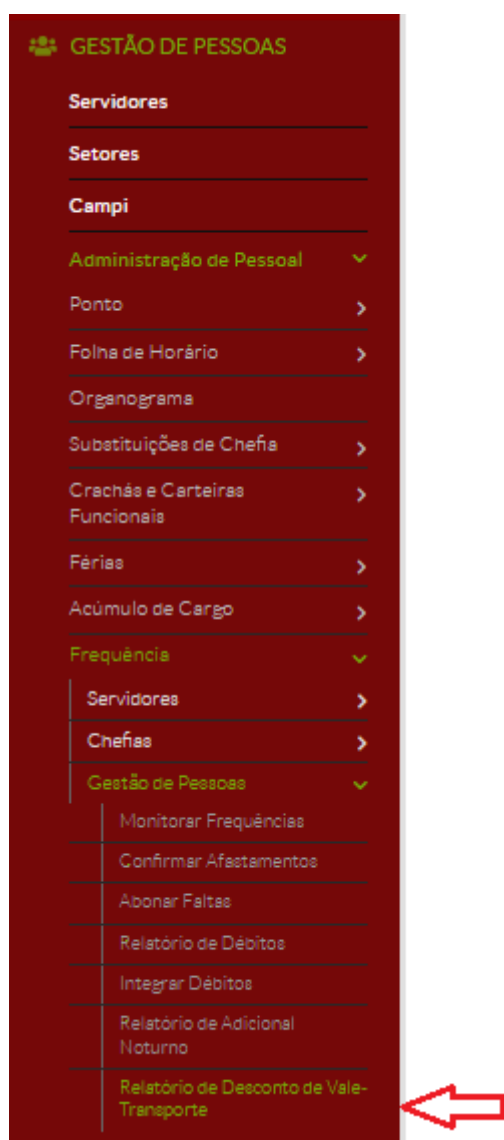 GESTÃO DE PESSOAS
Servidores
Setores
Campi
Administração de Pessoal
Ponto
Folha de Horário
Organograma
Substituições de Chefia
Crachás e Carteiras
Funcionais
Férias
Acúmulo de Cargo
Frequência
Servidores
Chefias
Gestão de Pessoas
Monitorar Frequências
Confirmar Afastamentos
Abonar Faltas
Relatório de Débitos
Integrar Débitos
Relatório de Adicional
Noturno
Relatório de Desconto de Vale-
Transporte